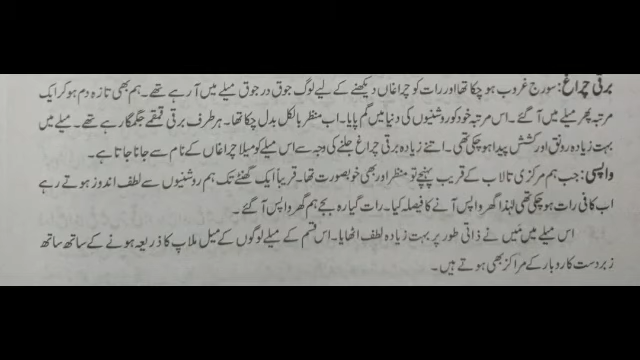 برقی چراغ: سورج غروب ہو چکا تھا اور رات کو چراغاں دیکھنے کے لیے لوگ جوق در جوق میلے میں آ رہے تھے۔ ہم بھی تازہ دم ہو کر ایک
مرتبہ پھر میلے میں آ گئے۔ اس مرتبہ خود کو روشنیوں کی دنیا میں گم پایا۔ اب منظر بالکل بدل چکا تھا۔ ہر طرف برقی قمقمے جگمگا رہے تھے۔ میلے میں
بہت زیادہ رونق اور کشش پیدا ہو چکی تھی۔ اتنے زیادہ برقی چراغ جلنے کی وجہ سے اس میلے کو میلا چراغاں کے نام سے جانا جاتا ہے۔
واپسی: جب ہم مرکزی تالاب کے قریب پہنچے تو منظر اور بھی خوبصورت تھا۔ قریباً ایک گھنٹے تک ہم روشنیوں سے لطف اندوز ہوتے رہے
اب کافی رات ہو چکی تھی لہٰذا گھر واپس آنے کا فیصلہ کیا۔ رات گیارہ بجے ہم گھر واپس آ گئے۔
اس میلے میں مَیں نے ذاتی طور پر بہت زیادہ لطف اٹھایا۔ اس قسم کے میلے لوگوں کے میل ملاپ کا ذریعہ ہونے کے ساتھ ساتھ
زبردست کاروبار کے مراکز بھی ہوتے ہیں۔